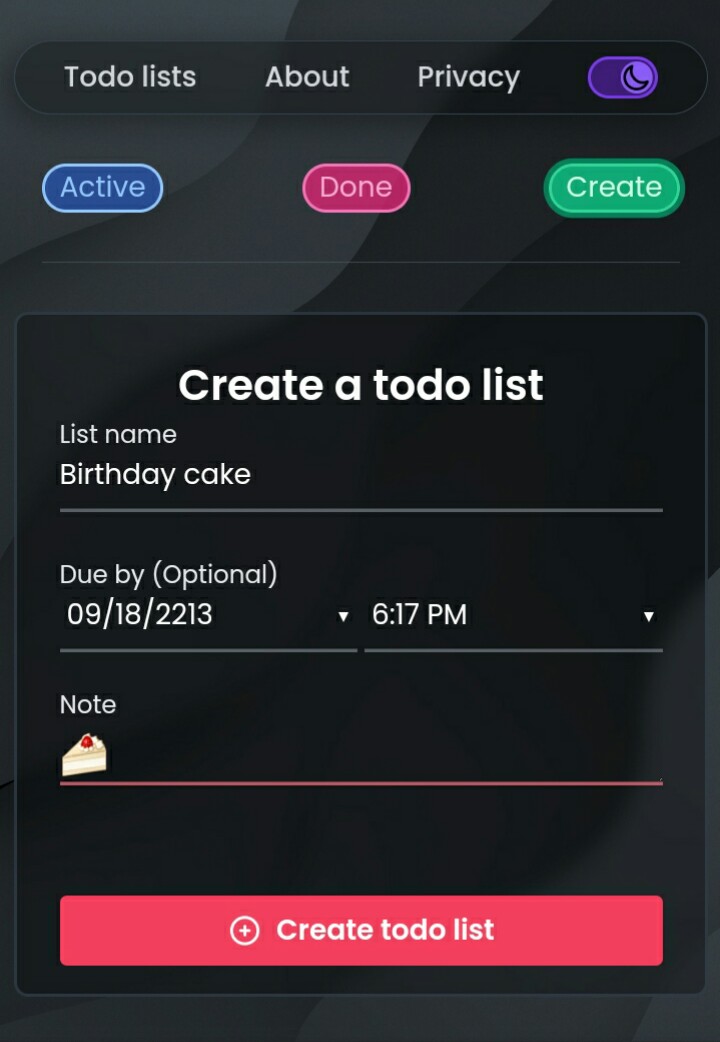 Todo lists About Privacy
Active Done Create
Create a todo list
List name
Birthday cake
Due by (Optional)
09/18/2213 ▼ 6:17 PM ▼
Note
🍰
Create todo list